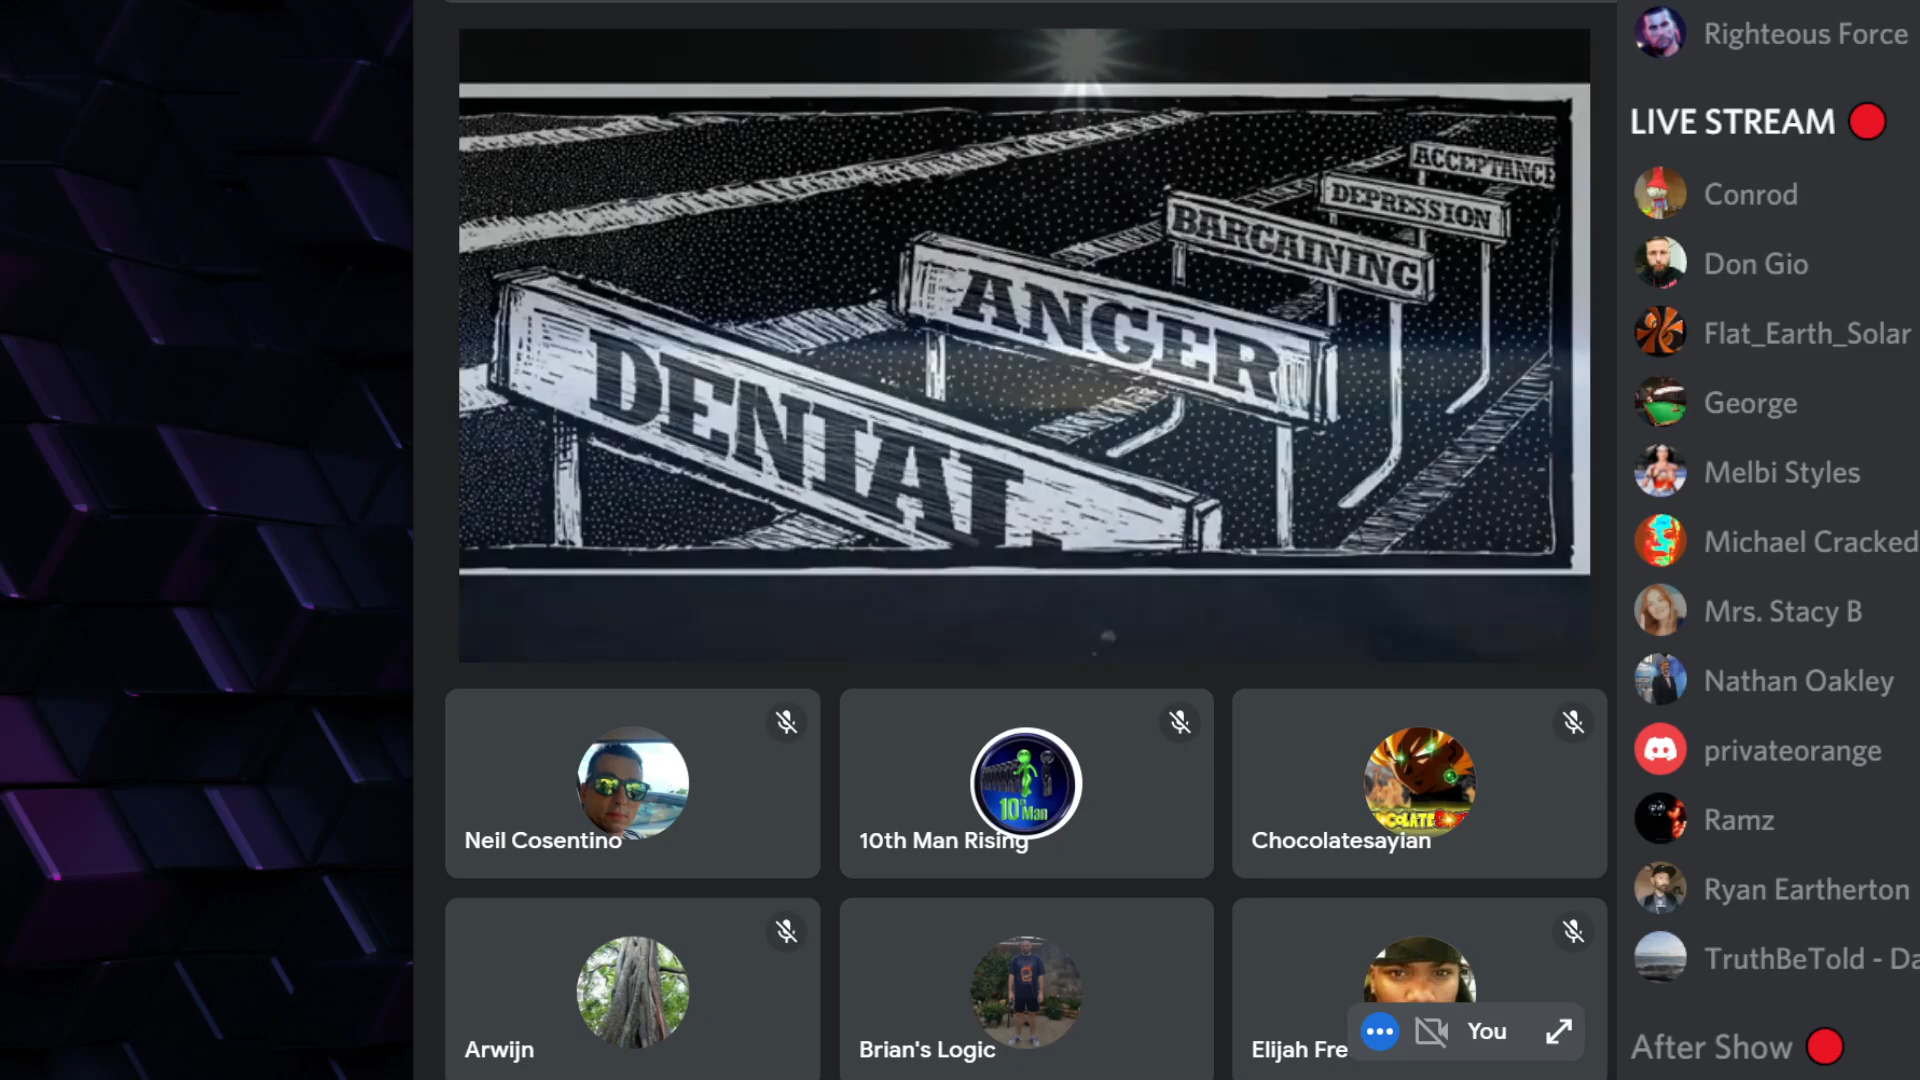 Righteous Force
LIVE STREAM
ACCEPTANCE
DEPRESSION
BARGAINING
ANGER
DENIAL
Conrod
Don Gio
Flat_Earth_Solar
George
Melbi Styles
Michael Cracked
Mrs. Stacy B
Nathan Oakley
privateorange
Ramz
Ryan Eartherton
TruthBeTold - Da
After Show
10th Man
Neil Cosentino
10th Man Rising
Chocolatesayian
Arwijn
Brian's Logic
Elijah Fre
You